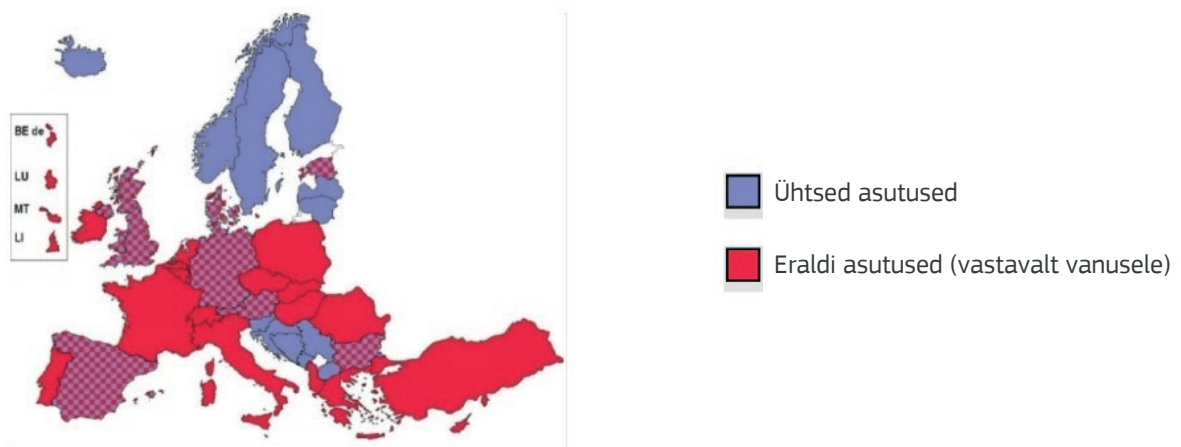 BE de
LU
MT
LI
Ühtsed asutused
Eraldi asutused (vastavalt vanusele)